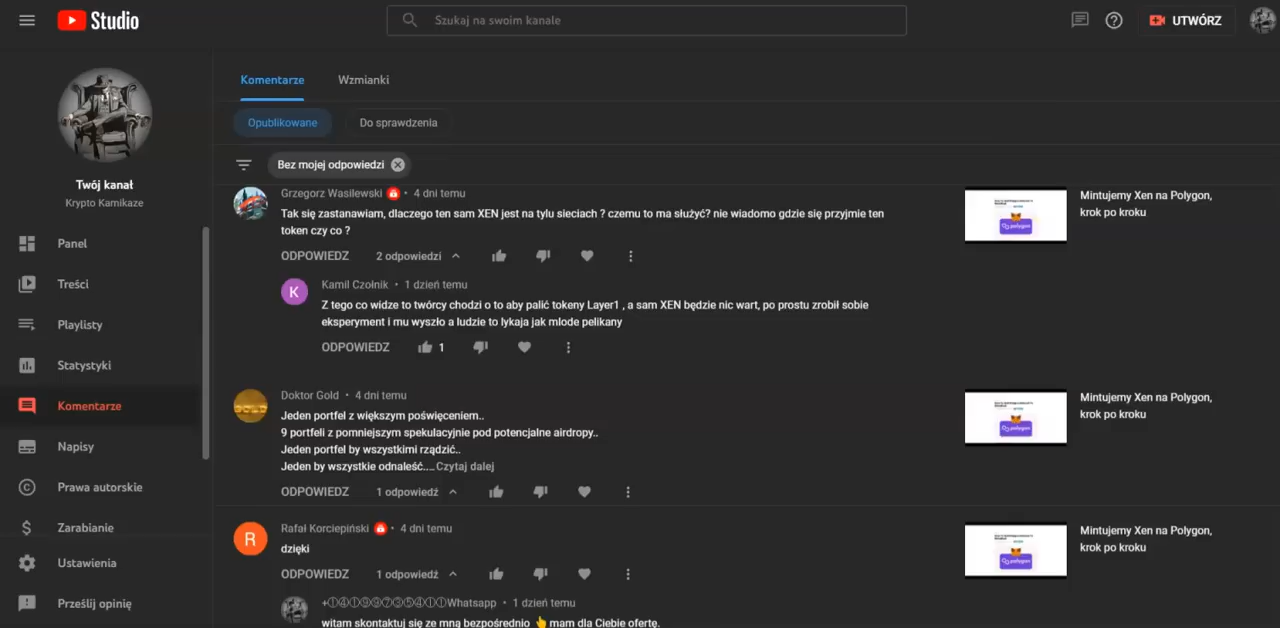 Studio
Szukaj na swoim kanale
UTWÓRZ
Twój kanał
Krypto Kamikaze
Panel
Treści
Playlisty
Statystyki
Komentarze
Napisy
Prawa autorskie
Zarabianie
Ustawienia
Prześlij opinię
Komentarze Wzmianki
Opublikowane Do sprawdzenia
Bez mojej odpowiedzi
Grzegorz Wasilewski • 4 dni temu
Tak się zastanawiam, dlaczego ten sam XEN jest na tylu sieciach ? czemu to ma służyć? nie wiadomo gdzie się przyjmie ten
token czy co ?
ODPOWIEDZ 2 odpowiedzi
Mintujemy Xen na Polygon,
krok po kroku
polygon
K
Kamil Czołnik • 1 dzień temu
Z tego co widze to twórcy chodzi o to aby palić tokeny Layer1 , a sam XEN będzie nic wart, po prostu zrobił sobie
eksperyment i mu wyszło a ludzie to lykaja jak mlode pelikany
ODPOWIEDZ 1
Doktor Gold • 4 dni temu
Jeden portfel z większym poświęceniem..
9 portfeli z pomniejszym spekulacyjnie pod potencjalne airdropy..
Jeden portfel by wszystkimi rządzić..
Jeden by wszystkie odnaleść.... Czytaj dalej
ODPOWIEDZ 1 odpowiedź
Mintujemy Xen na Polygon,
krok po kroku
polygon
R
Rafał Korciepiński • 4 dni temu
dzięki
ODPOWIEDZ 1 odpowiedź
Mintujemy Xen na Polygon,
krok po kroku
polygon
+①④①⑨⑨⑦③⑤④①①Whatsapp • 1 dzień temu
witam skontaktuj się ze mną bezpośrednio 👆 mam dla Ciebie ofertę.